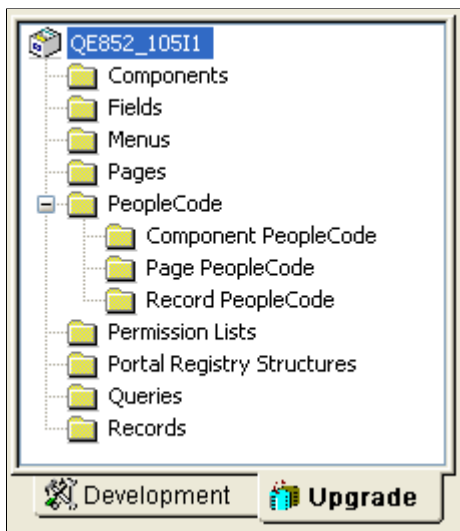 QE852_105I1
Components
Fields
Menus
Pages
PeopleCode
Component PeopleCode
Page PeopleCode
Record PeopleCode
Permission Lists
Portal Registry Structures
Queries
Records
Development Upgrade